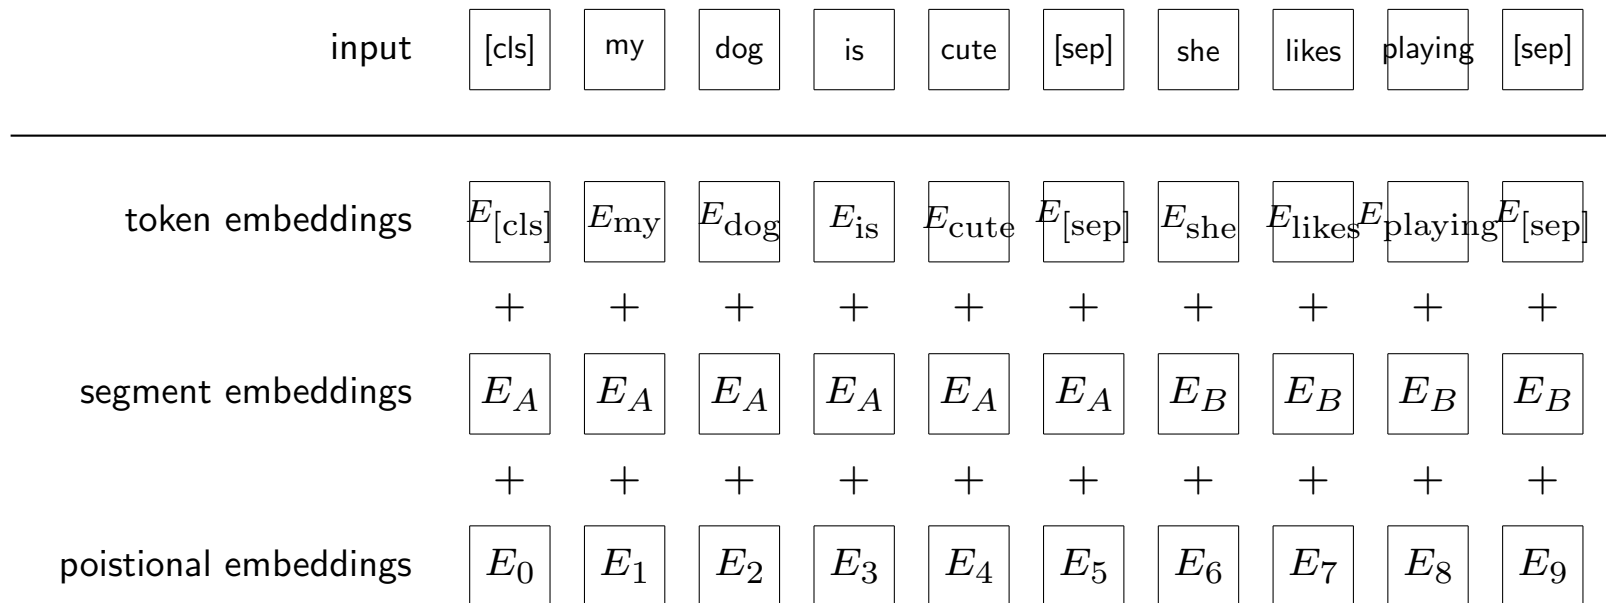 input [cls] my dog is cute [sep] she likes playing [sep]
token embeddings E[cls] Emy Edog Eis Ecute E[sep] Eshe Elikes Eplaying E[sep]
+ + + + + + + + + +
segment embeddings EA EA EA EA EA EA EB EB EB EB
+ + + + + + + + + +
poistional embeddings E0 E1 E2 E3 E4 E5 E6 E7 E8 E9